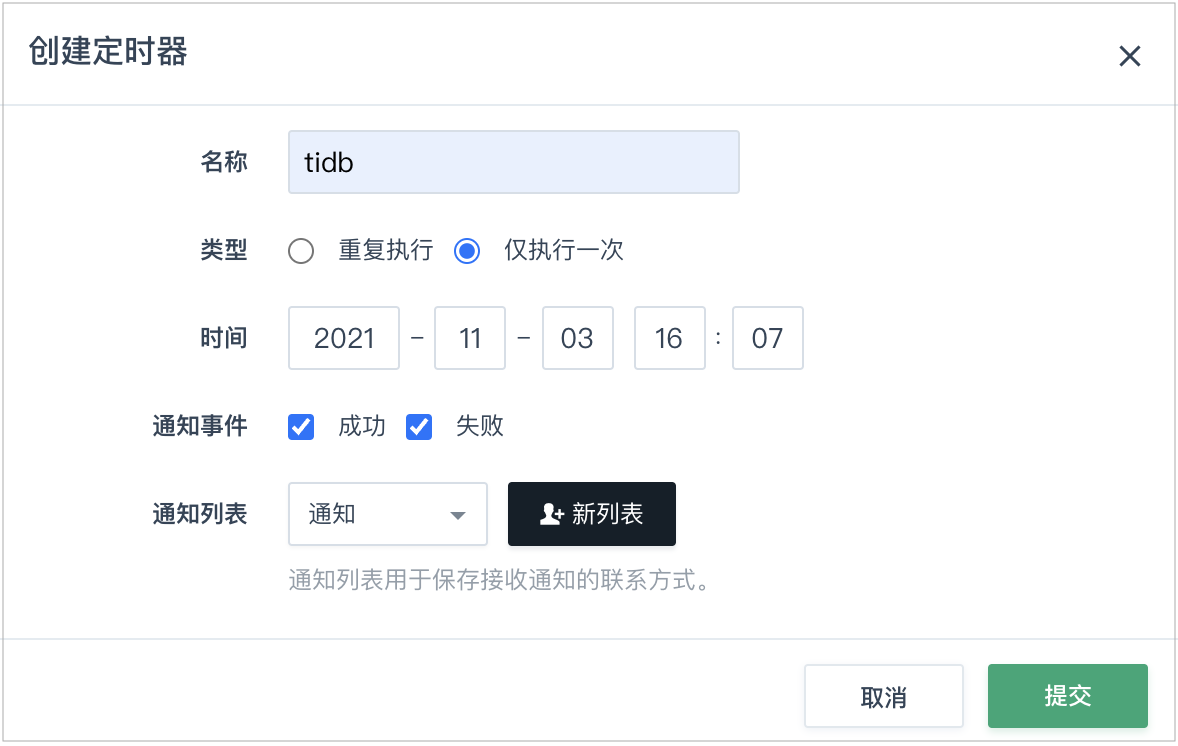 创建定时器
名称 tidb
类型 重复执行 仅执行一次
时间 2021 - 11 - 03 16 : 07
通知事件 成功 失败
通知列表 通知 新列表
通知列表用于保存接收通知的联系方式。
取消 提交